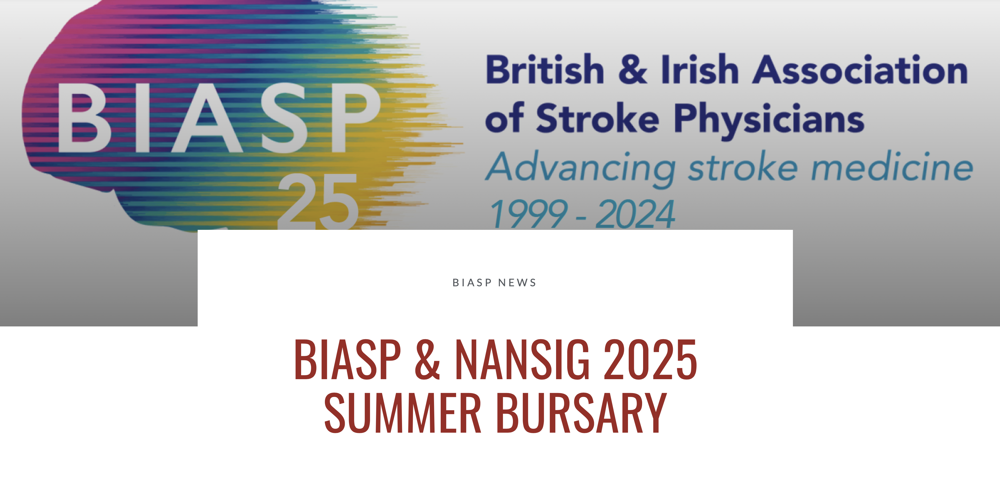 BIASP
25
British & Irish Association
of Stroke Physicians
Advancing stroke medicine
1999 - 2024
BIASP NEWS
BIASP & NANSIG 2025
SUMMER BURSARY